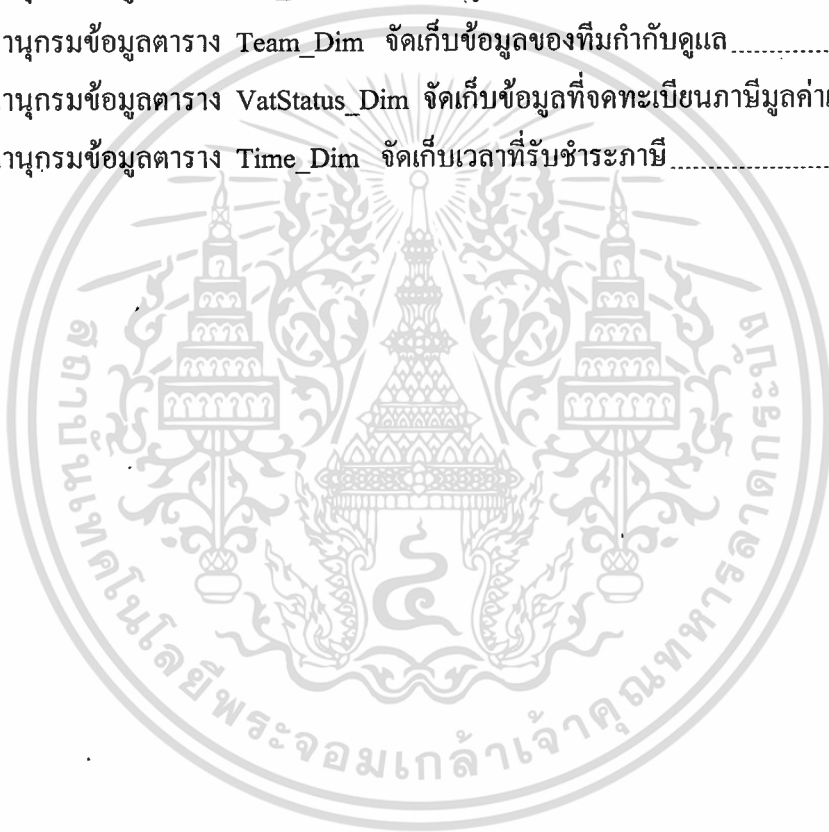 านุกรมข้อมูลตาราง Team_Dim จัดเก็บข้อมูลของทีมกำกับดูแล
านุกรมข้อมูลตาราง VatStatus_Dim จัดเก็บข้อมูลที่จดทะเบียนภาษีมูลค่า
านุกรมข้อมูลตาราง Time_Dim จัดเก็บเวลาที่รับชำระภาษี
สถาบันเทคโนโลยีพระจอมเกล้าเจ้าคุณทหารลาดกระบัง